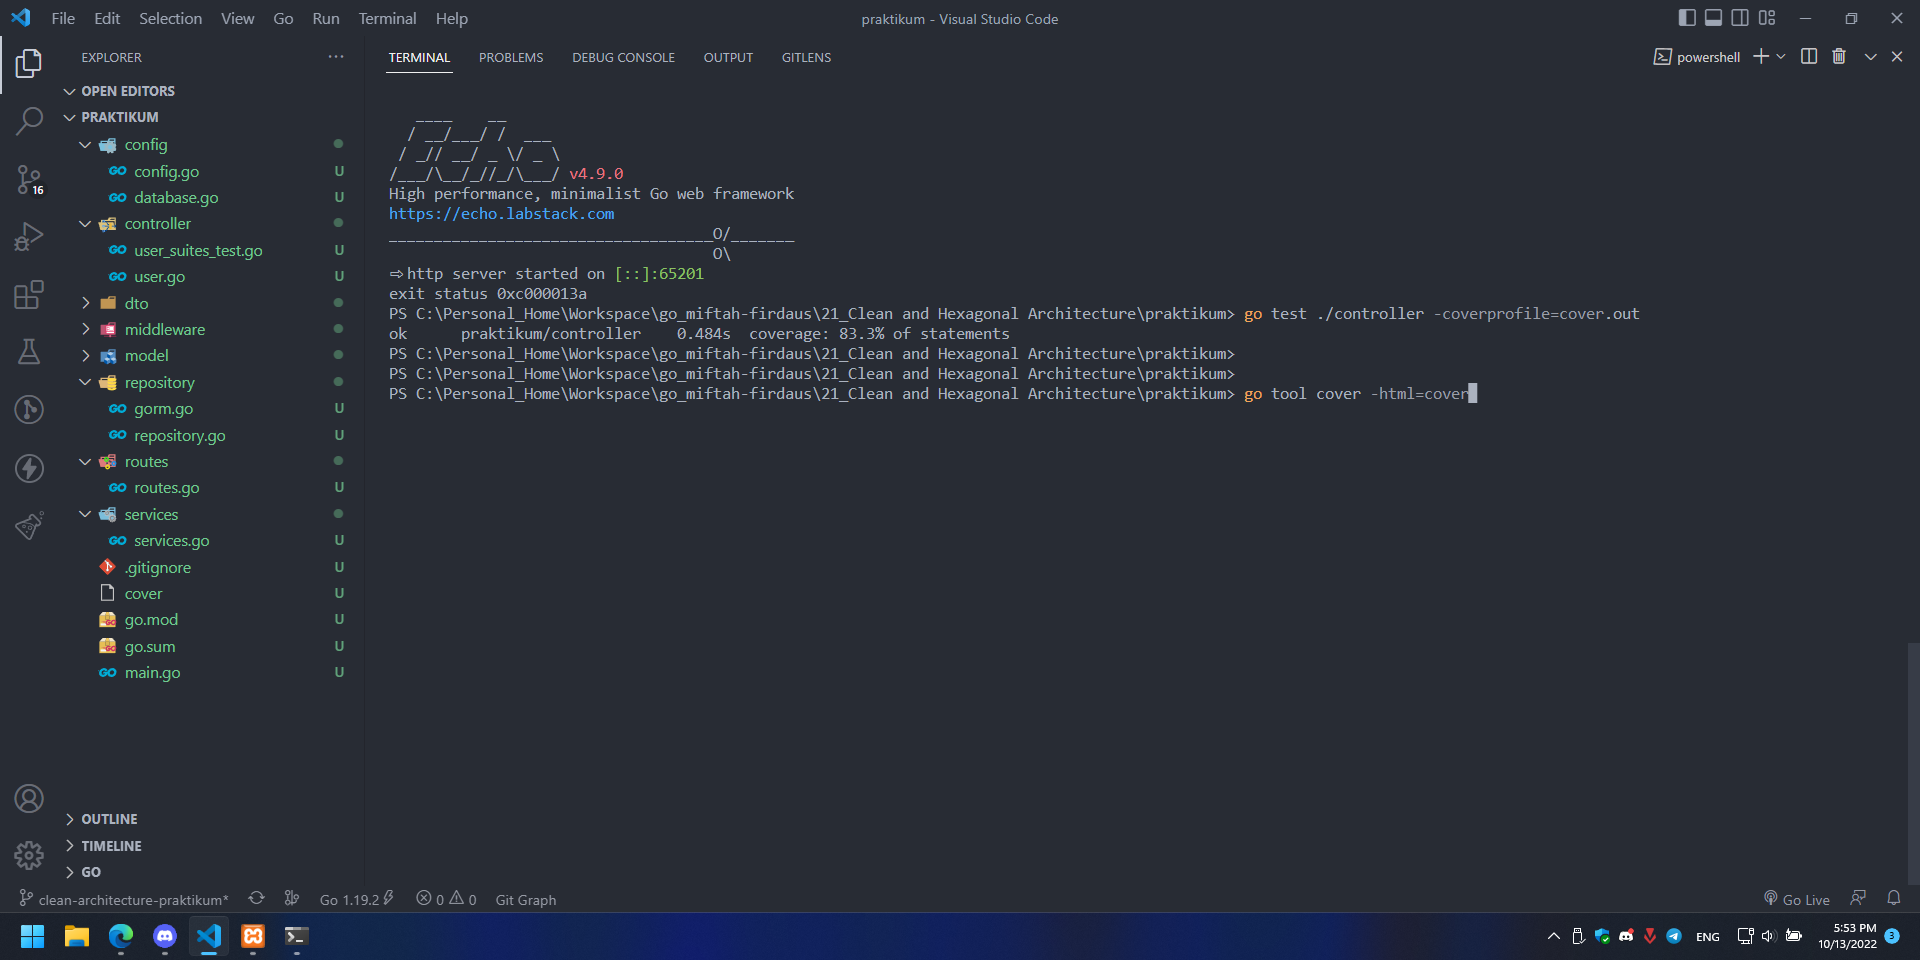 File Edit Selection View Go Run Terminal Help
praktikum - Visual Studio Code
EXPLORER
OPEN EDITORS
PRAKTIKUM
config
config.go U
database.go U
controller
user_suites_test.go U
user.go U
dto
middleware
model
repository
gorm.go U
repository.go U
routes
routes.go U
services
services.go U
.gitignore U
cover U
go.mod U
go.sum U
main.go U
OUTLINE
TIMELINE
GO
16
TERMINAL PROBLEMS DEBUG CONSOLE OUTPUT GITLENS
powershell
   ____    __
  / __/___/ /  ___
 / _// __/ _ \/ _ \
/___/\__/_//_/\___/ v4.9.0
High performance, minimalist Go web framework
https://echo.labstack.com
____________________________________O/_______
                                    O\
⇨ http server started on [::]:65201
exit status 0xc000013a
PS C:\Personal_Home\Workspace\go_miftah-firdaus\21_Clean and Hexagonal Architecture\praktikum> go test ./controller -coverprofile=cover.out
ok      praktikum/controller    0.484s  coverage: 83.3% of statements
PS C:\Personal_Home\Workspace\go_miftah-firdaus\21_Clean and Hexagonal Architecture\praktikum>
PS C:\Personal_Home\Workspace\go_miftah-firdaus\21_Clean and Hexagonal Architecture\praktikum>
PS C:\Personal_Home\Workspace\go_miftah-firdaus\21_Clean and Hexagonal Architecture\praktikum> go tool cover -html=cover
clean-architecture-praktikum* Go 1.19.2 0 0 Git Graph Go Live
ENG
5:53 PM
10/13/2022
3